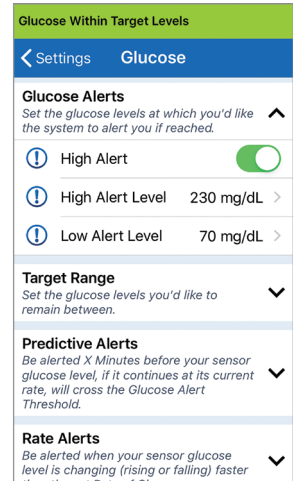 Glucose Within Target Levels
Settings Glucose
Glucose Alerts
Set the glucose levels at which you'd like
the system to alert you if reached.
High Alert
High Alert Level 230 mg/dL
Low Alert Level 70 mg/dL
Target Range
Set the glucose levels you'd like to
remain between.
Predictive Alerts
Be alerted X Minutes before your sensor
glucose level, if it continues at its current
rate, will cross the Glucose Alert
Threshold.
Rate Alerts
Be alerted when your sensor glucose
level is changing (rising or falling) faster